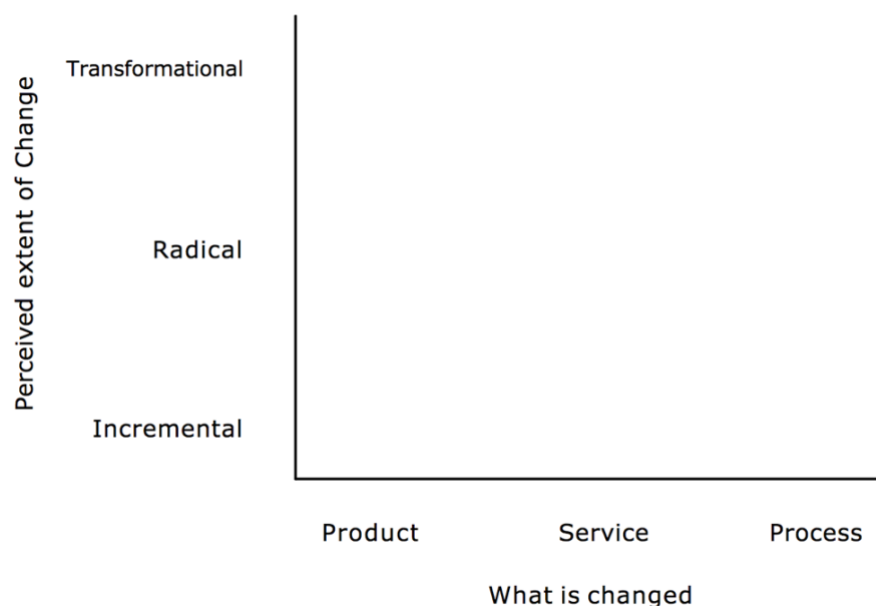 Perceived extent of Change
Transformational
Radical
Incremental
Product Service Process
What is changed